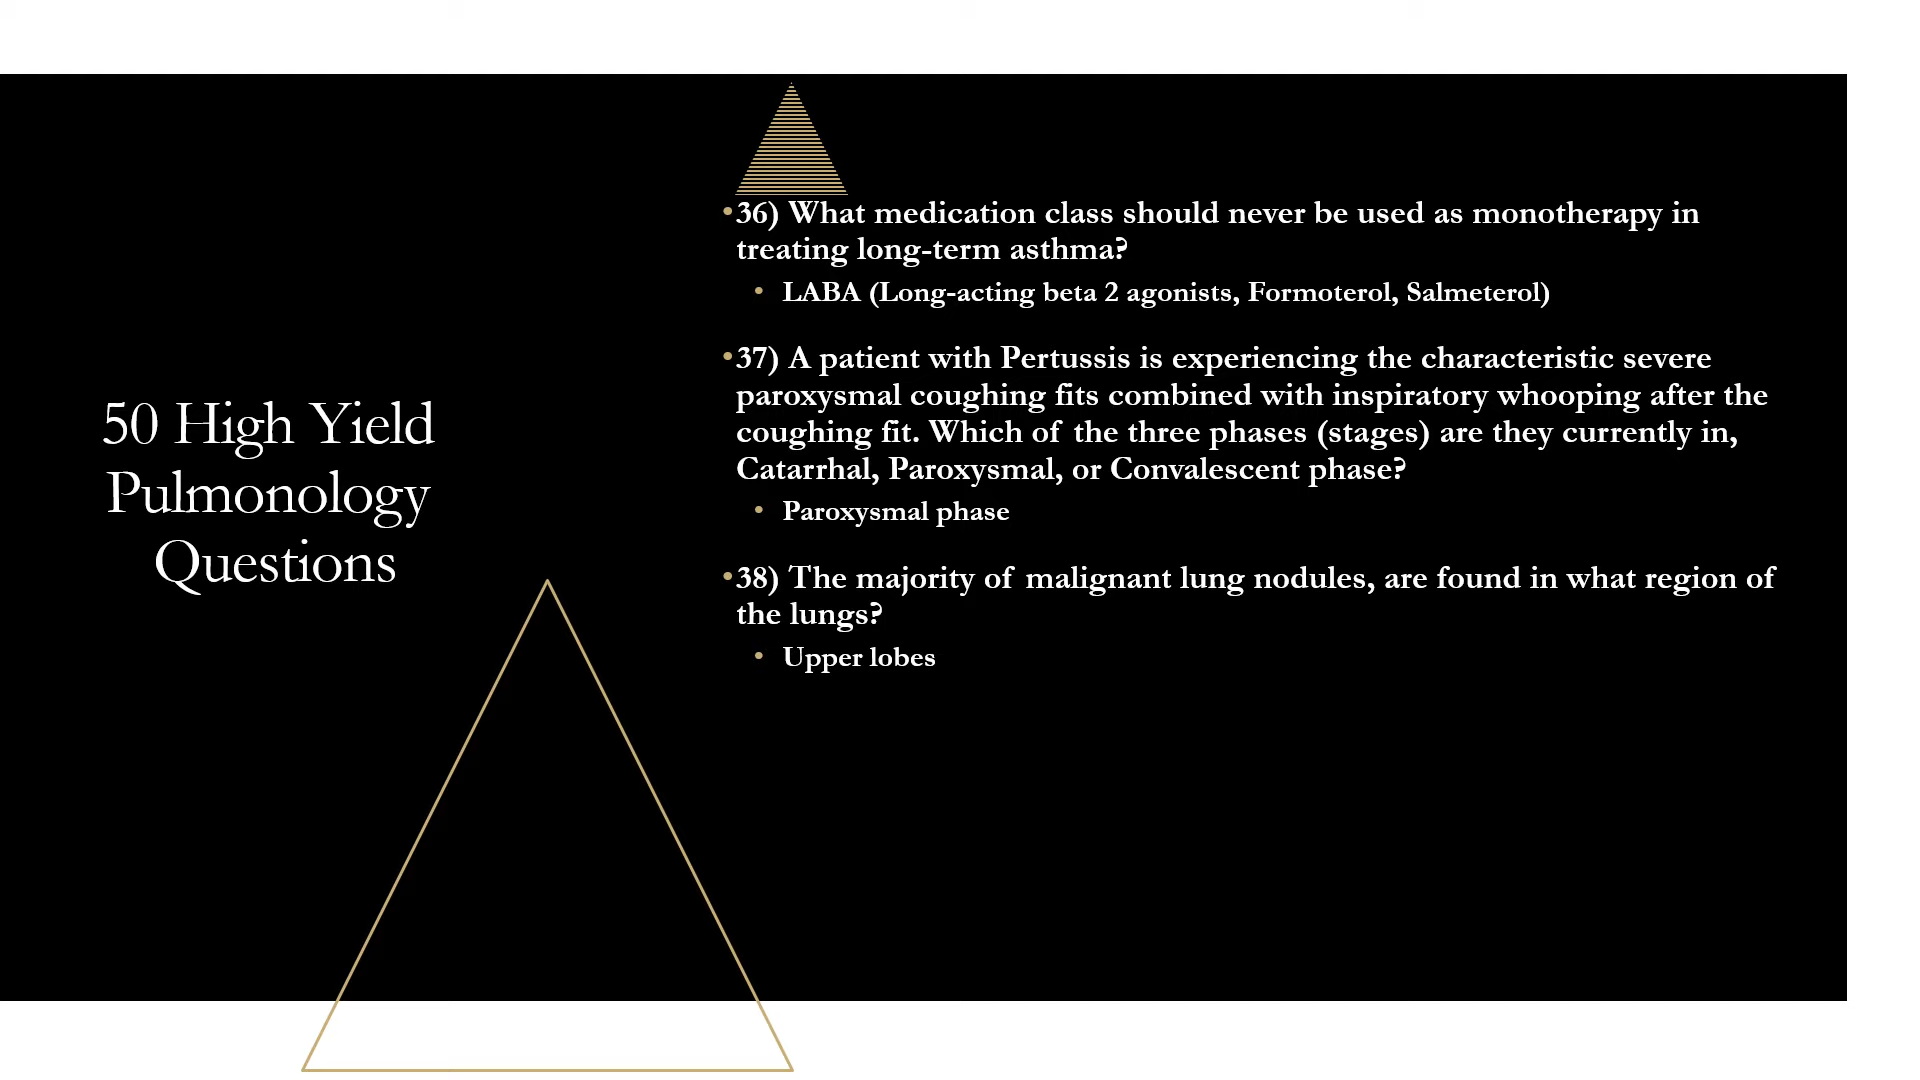 50 High Yield
Pulmonology
Questions
•36) What medication class should never be used as monotherapy in
treating long-term asthma?
• LABA (Long-acting beta 2 agonists, Formoterol, Salmeterol)
•37) A patient with Pertussis is experiencing the characteristic severe
paroxysmal coughing fits combined with inspiratory whooping after the
coughing fit. Which of the three phases (stages) are they currently in,
Catarrhal, Paroxysmal, or Convalescent phase?
• Paroxysmal phase
•38) The majority of malignant lung nodules, are found in what region of
the lungs?
• Upper lobes